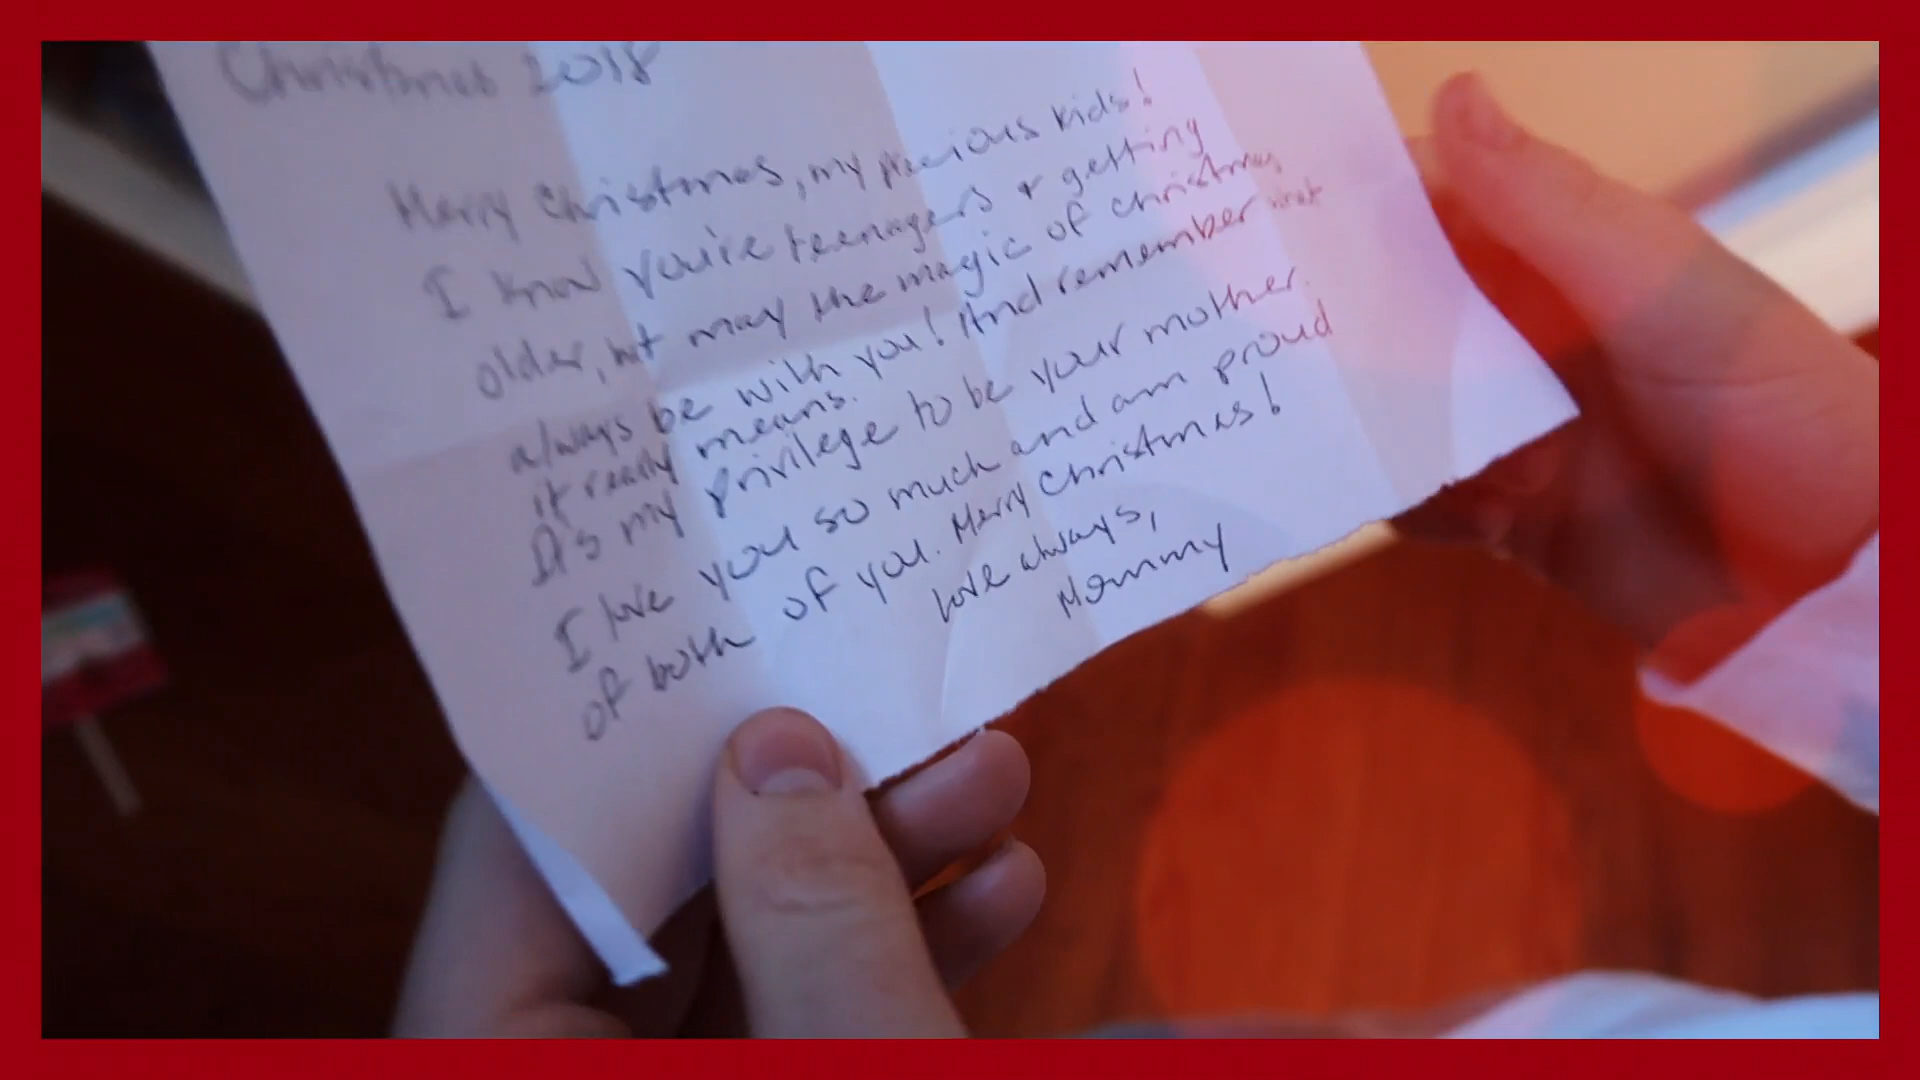 Christmas 2018
Merry Christmas, my precious kids!
I know you're teenagers & getting
older, but may the magic of christmas
always be with you! And remember what
it really means.
It's my privilege to be your mother.
I love you so much and am proud
of both of you. Merry Christmas!
Love always,
Mommy